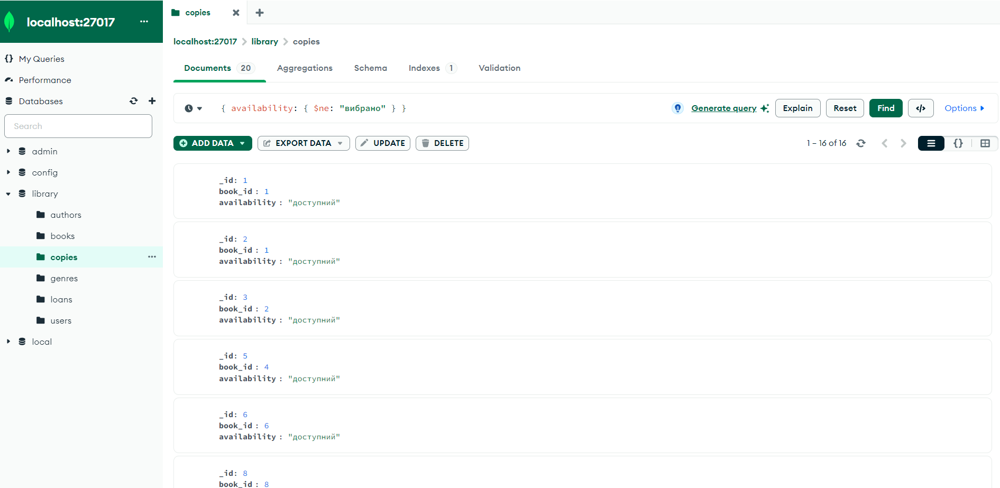 localhost:27017
My Queries
Performance
Databases
Search
admin
config
library
authors
books
copies
genres
loans
users
local
copies
localhost:27017 library copies
Documents 20 Aggregations Schema Indexes 1 Validation
{ availability: { $ne: "вибрано" } } Generate query Explain Reset Find </> Options
ADD DATA EXPORT DATA UPDATE DELETE 1 – 16 of 16 {}
_id: 1
book_id : 1
availability : "доступний"
_id: 2
book_id : 1
availability : "доступний"
_id: 3
book_id : 2
availability : "доступний"
_id: 5
book_id : 4
availability : "доступний"
_id: 6
book_id : 6
availability : "доступний"
_id: 8
book_id : 8